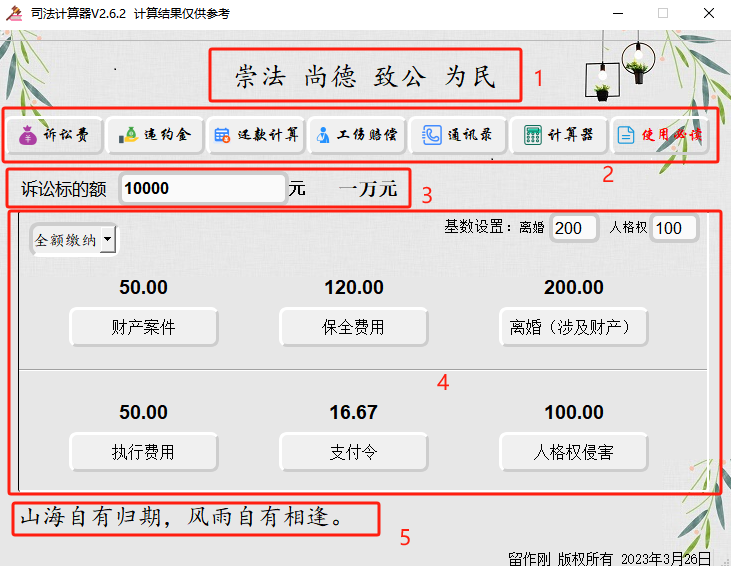 司法计算器V2.6.2 计算结果仅供参考
崇法 尚德 致公 为民
1
诉讼费 违约金 还款计算 工伤赔偿 通讯录 计算器 使用必读
2
诉讼标的额 10000 元 一万元
3
全额缴纳 基数设置：离婚 200 人格权 100
50.00 120.00 200.00
财产案件 保全费用 离婚（涉及财产）
4
50.00 16.67 100.00
执行费用 支付令 人格权侵害
山海自有归期，风雨自有相逢。
5
留作刚 版权所有 2023年3月26日